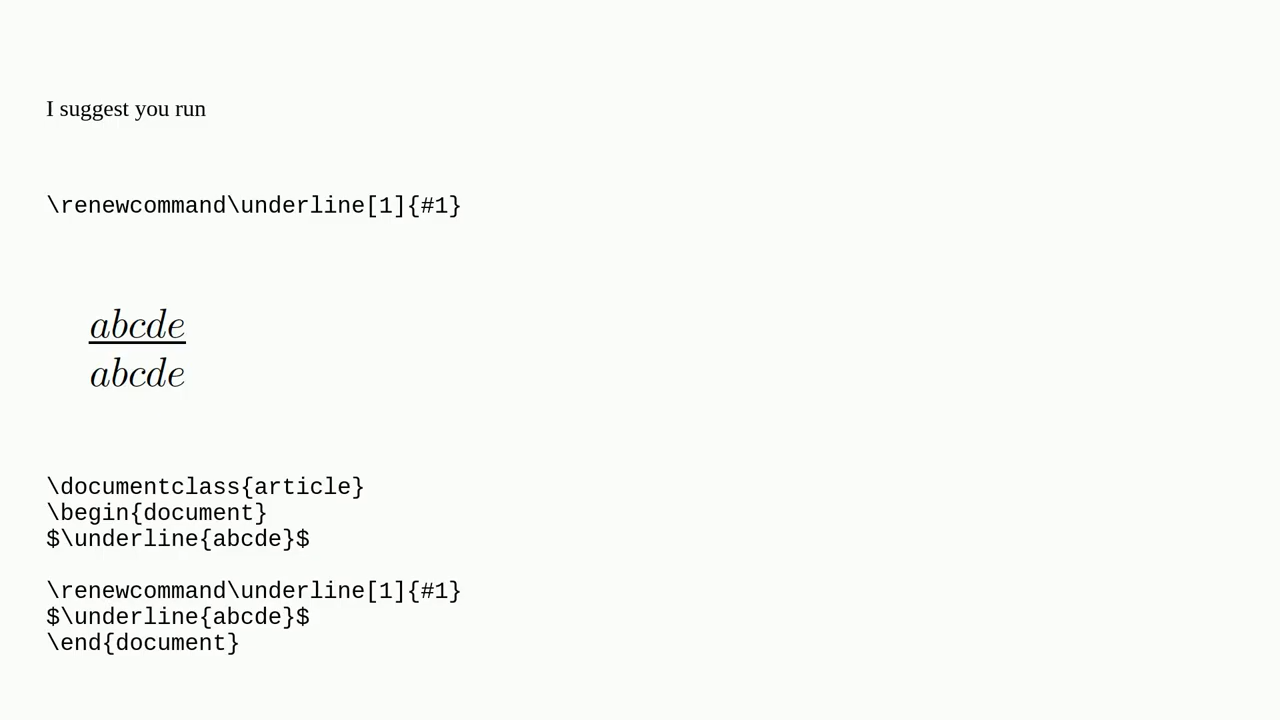 I suggest you run
\renewcommand\underline[1]{#1}
abcde
abcde
\documentclass{article}
\begin{document}
$\underline{abcde}$
\renewcommand\underline[1]{#1}
$\underline{abcde}$
\end{document}